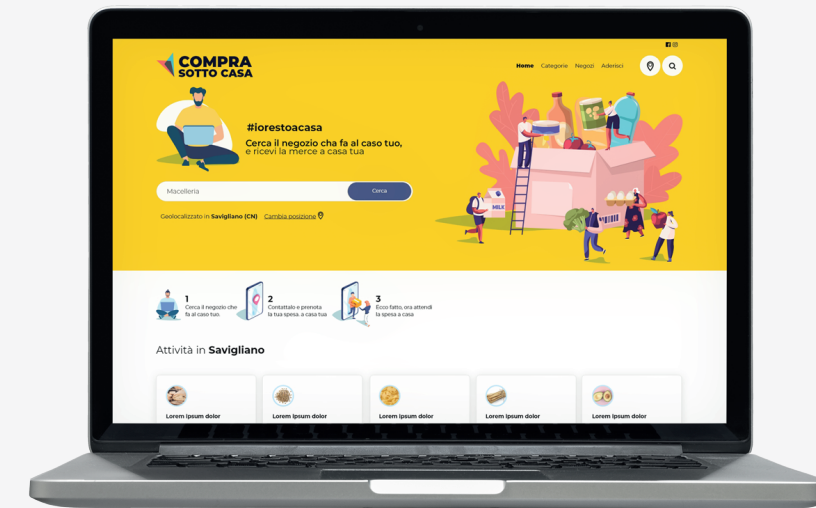 COMPRA
SOTTO CASA
Home Categorie Negozi Aderisci
#iorestoacasa
Cerca il negozio cha fa al caso tuo,
e ricevi la merce a casa tua
Macelleria
Cerca
Geolocalizzato in Savigliano (CN) Cambia posizione
MILK
1
Cerca il negozio che
fa al caso tuo.
2
Contattalo e prenota
la tua spesa. a casa tua
3
Ecco fatto, ora attendi
la spesa a casa
Attività in Savigliano
Lorem ipsum dolor
Lorem ipsum dolor
Lorem ipsum dolor
Lorem ipsum dolor
Lorem ipsum dolor